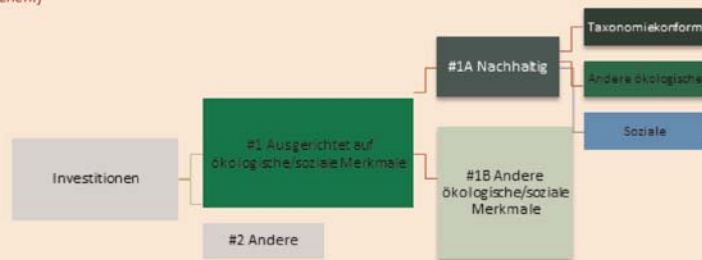 Taxonomiekonform
#1A Nachhaltig
Andere ökologische
#1 Ausgerichtet auf
ökologische/soziale Merkmale
Soziale
Investitionen
#1B Andere
ökologische/soziale
Merkmale
#2 Andere